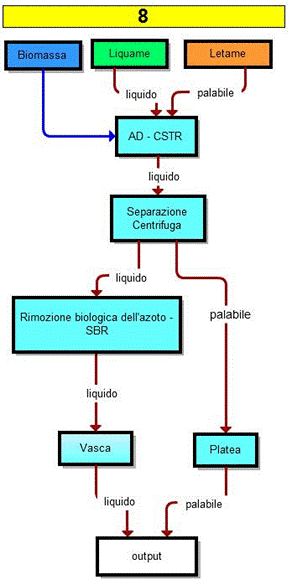 8
Biomassa
Liquame
Letame
liquido
palabile
AD - CSTR
liquido
Separazione
Centrifuga
liquido
palabile
Rimozione biologica dell'azoto -
SBR
liquido
Vasca
Platea
liquido
palabile
output